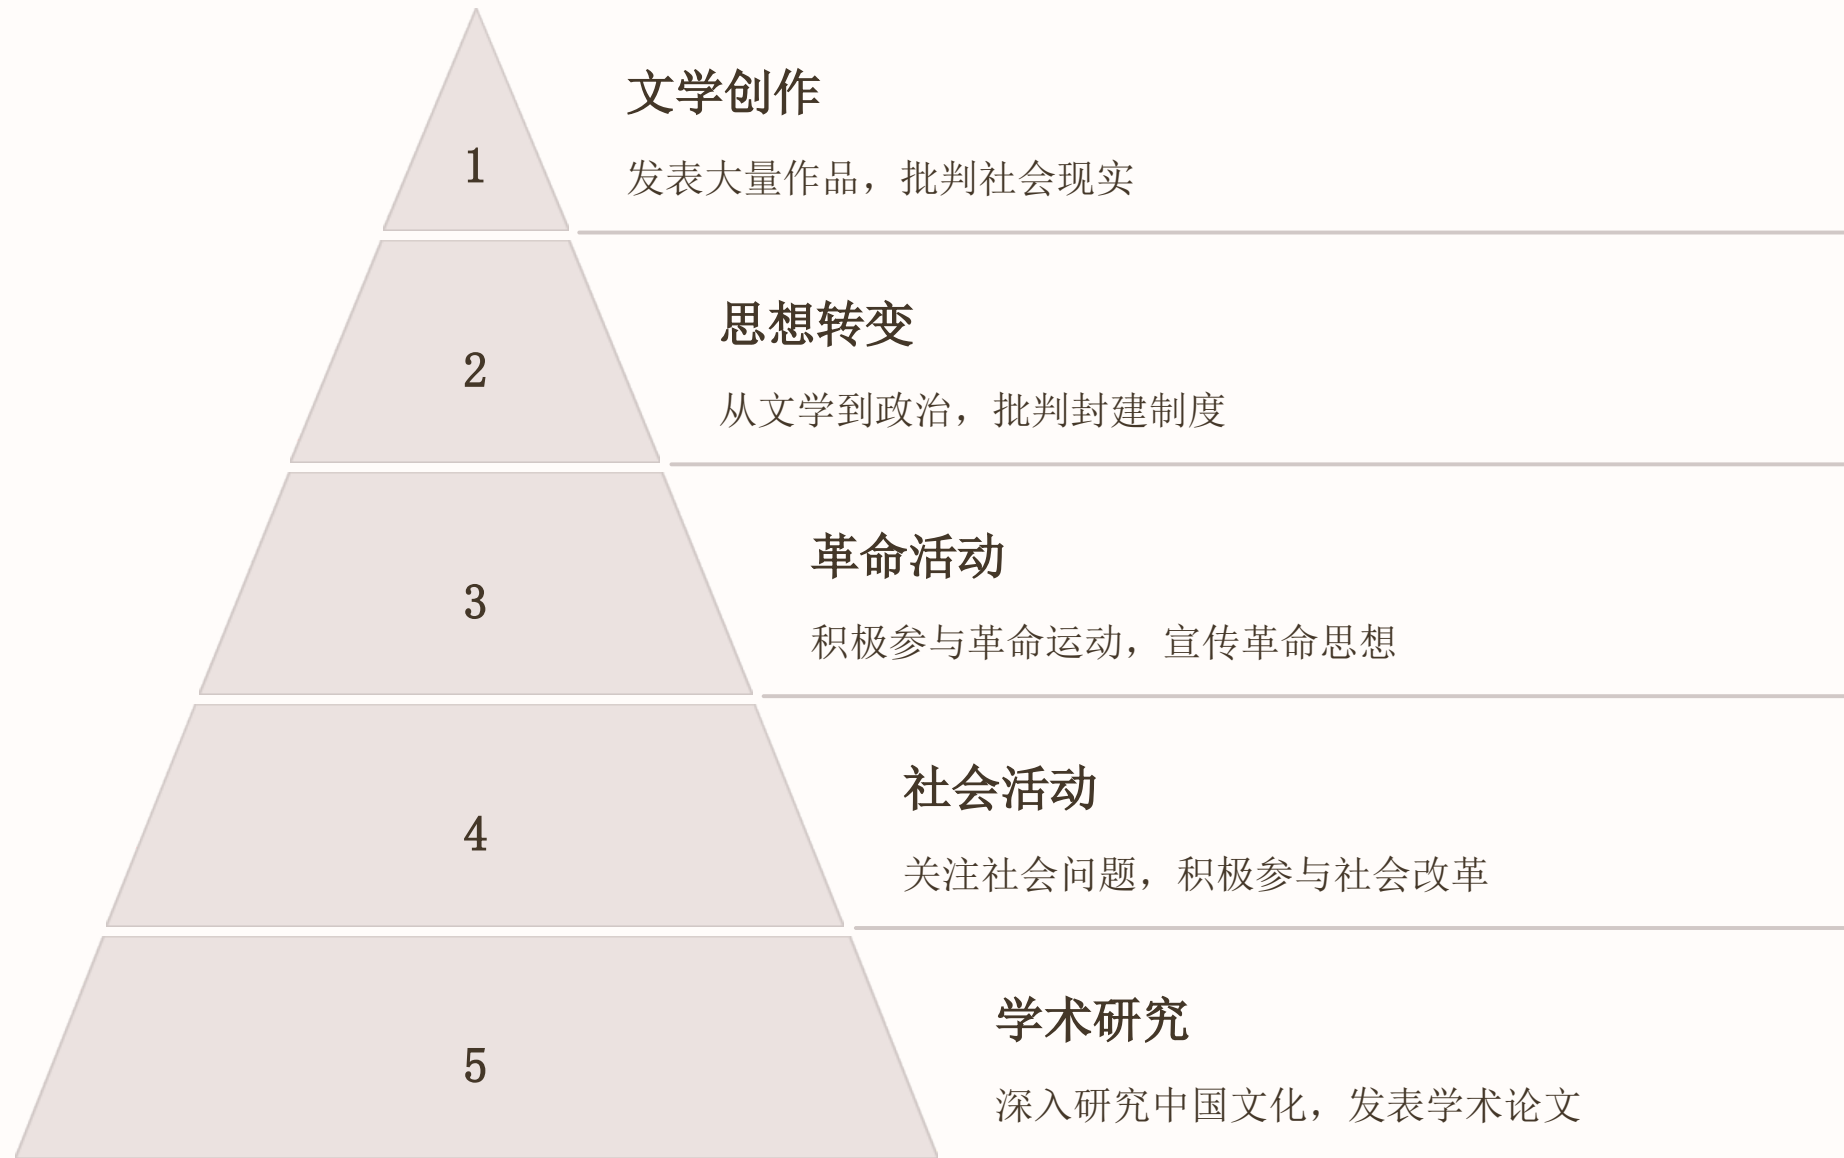 1
文学创作
发表大量作品，批判社会现实
2
思想转变
从文学到政治，批判封建制度
3
革命活动
积极参与革命运动，宣传革命思想
4
社会活动
关注社会问题，积极参与社会改革
5
学术研究
深入研究中国文化，发表学术论文